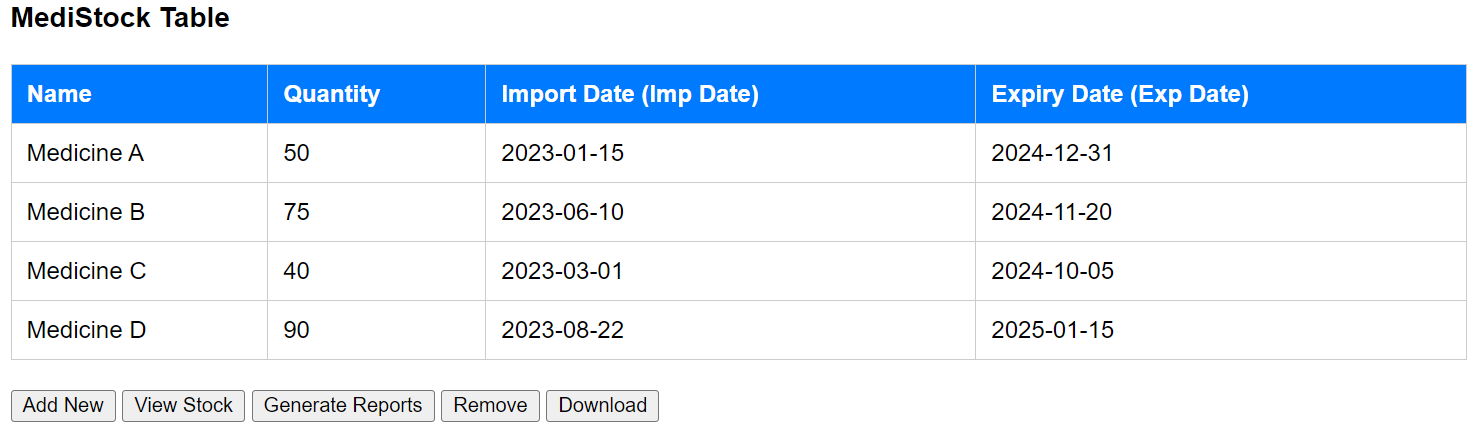 MediStock Table
Name Quantity Import Date (Imp Date) Expiry Date (Exp Date)
Medicine A 50 2023-01-15 2024-12-31
Medicine B 75 2023-06-10 2024-11-20
Medicine C 40 2023-03-01 2024-10-05
Medicine D 90 2023-08-22 2025-01-15
Add New View Stock Generate Reports Remove Download